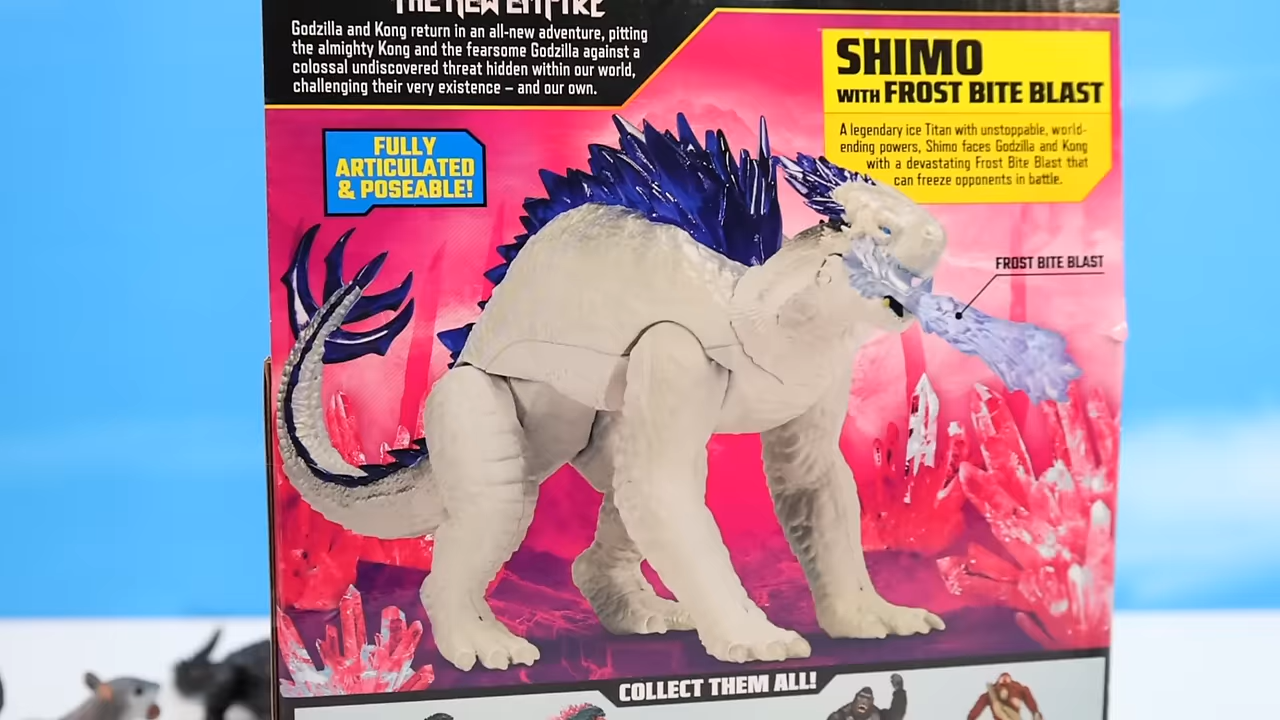 THE NEW EMPIRE
Godzilla and Kong return in an all-new adventure, pitting
the almighty Kong and the fearsome Godzilla against a
colossal undiscovered threat hidden within our world,
challenging their very existence – and our own.
SHIMO
WITH FROST BITE BLAST
A legendary ice Titan with unstoppable, world-
ending powers, Shimo faces Godzilla and Kong
with a devastating Frost Bite Blast that
can freeze opponents in battle.
FULLY
ARTICULATED
& POSEABLE!
FROST BITE BLAST
COLLECT THEM ALL!